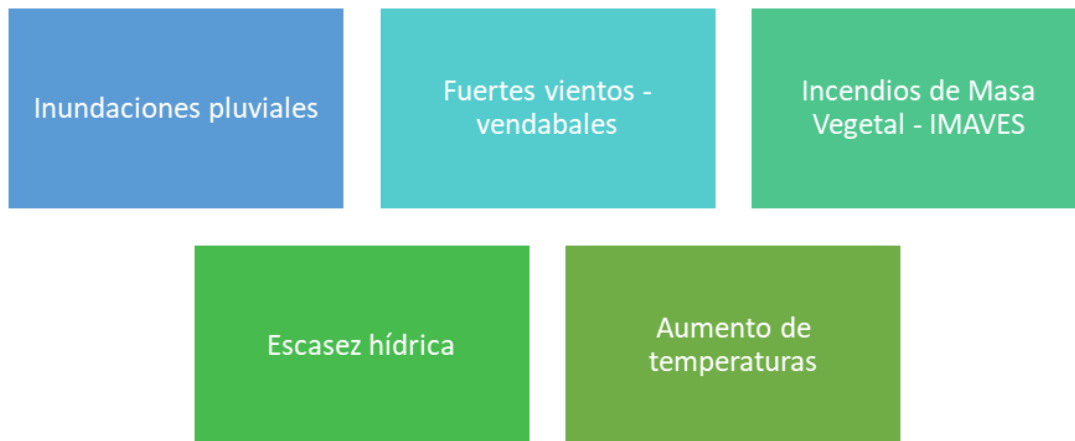 Inundaciones pluviales
Fuertes vientos -
vendabales
Incendios de Masa
Vegetal - IMAVES
Escasez hídrica
Aumento de
temperaturas